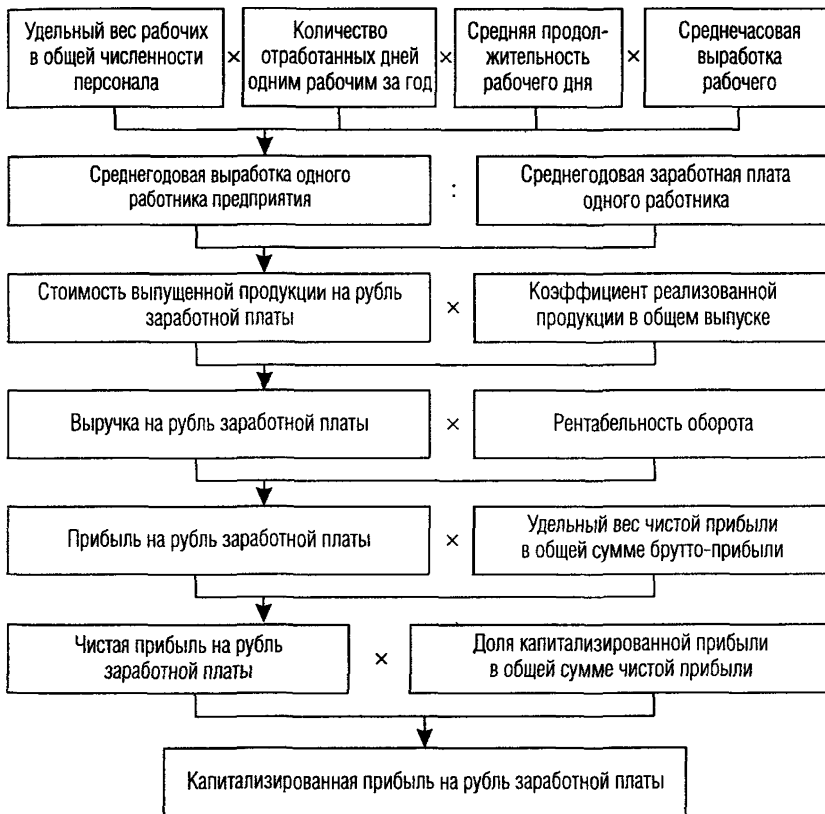 Удельный вес рабочих
в общей численности
персонала
×
Количество
отработанных дней
одним рабочим за год
×
Средняя продол-
жительность
рабочего дня
×
Среднечасовая
выработка
рабочего
Среднегодовая выработка одного
работника предприятия
:
Среднегодовая заработная плата
одного работника
Стоимость выпущенной продукции на рубль
заработной платы
×
Коэффициент реализованной
продукции в общем выпуске
Выручка на рубль заработной платы
×
Рентабельность оборота
Прибыль на рубль заработной платы
×
Удельный вес чистой прибыли
в общей сумме брутто-прибыли
Чистая прибыль на рубль
заработной платы
×
Доля капитализированной прибыли
в общей сумме чистой прибыли
Капитализированная прибыль на рубль заработной платы